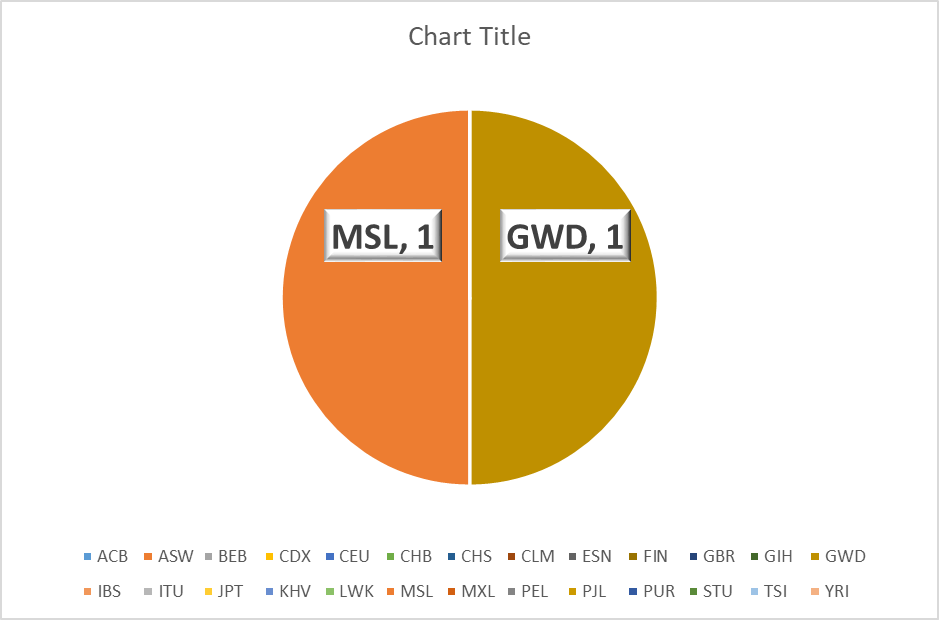 Chart Title
MSL, 1 GWD, 1
ACB ASW BEB CDX CEU CHB CHS CLM ESN FIN GBR GIH GWD
IBS ITU JPT KHV LWK MSL MXL PEL PJL PUR STU TSI YRI